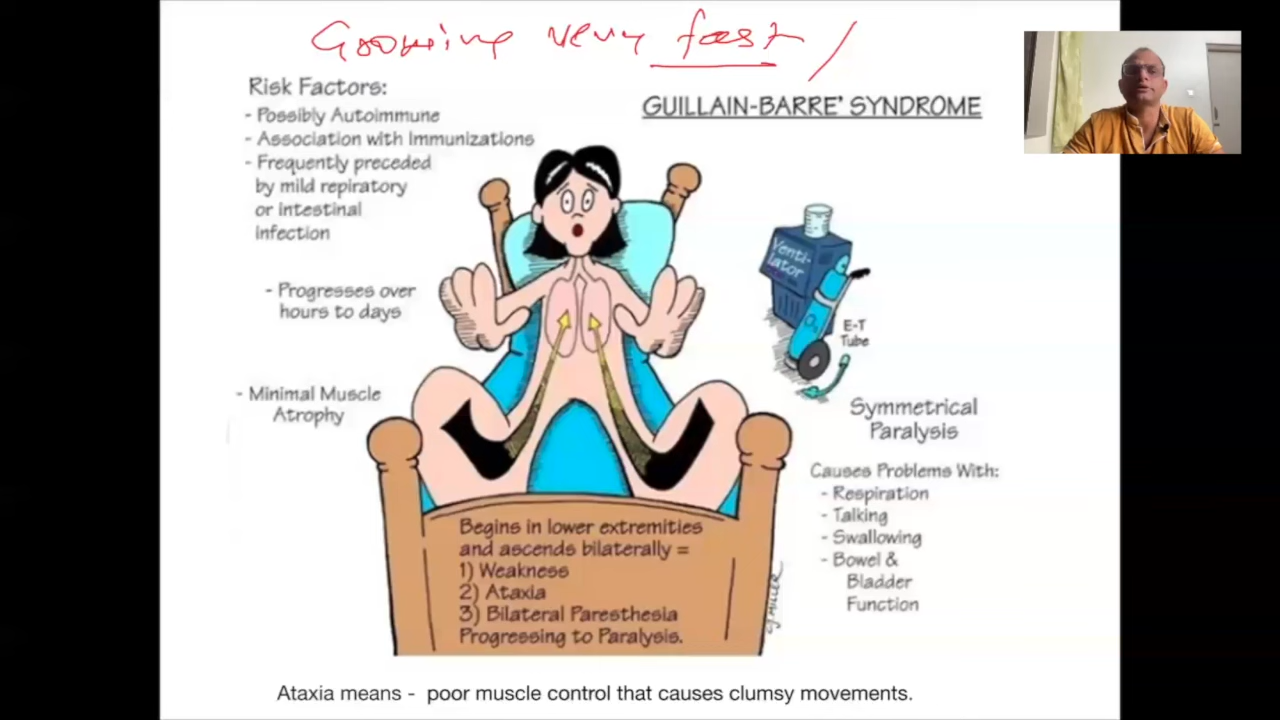 Growing very fast
Risk Factors:
- Possibly Autoimmune
- Association with Immunizations
- Frequently preceded
by mild repiratory
or intestinal
infection
- Progresses over
hours to days
- Minimal Muscle
Atrophy
GUILLAIN-BARRE' SYNDROME
Venti-
lator
O₂
E-T
Tube
Symmetrical
Paralysis
Causes Problems With:
- Respiration
- Talking
- Swallowing
- Bowel &
Bladder
Function
Begins in lower extremities
and ascends bilaterally =
1) Weakness
2) Ataxia
3) Bilateral Paresthesia
Progressing to Paralysis.
CJ.MILLER
Ataxia means - poor muscle control that causes clumsy movements.